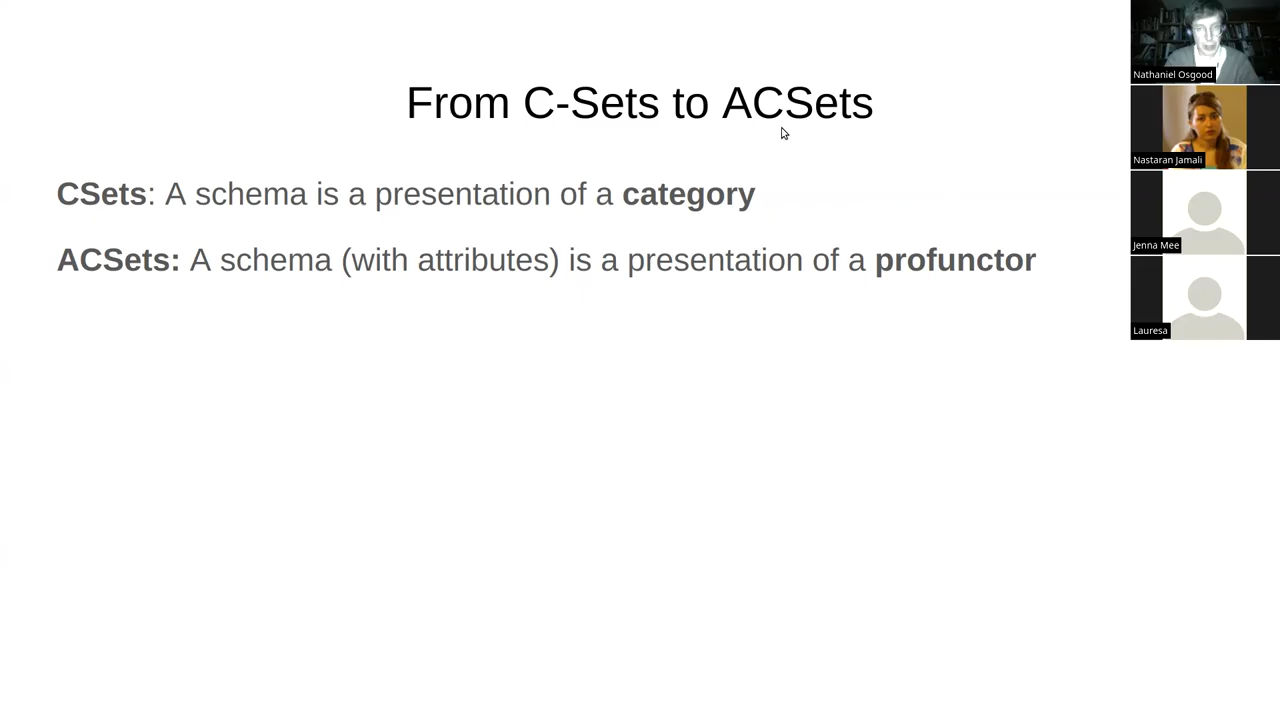 From C-Sets to ACSets
CSets: A schema is a presentation of a category
ACSets: A schema (with attributes) is a presentation of a profunctor
Nathaniel Osgood
Nastaran Jamali
Jenna Mee
Lauresa